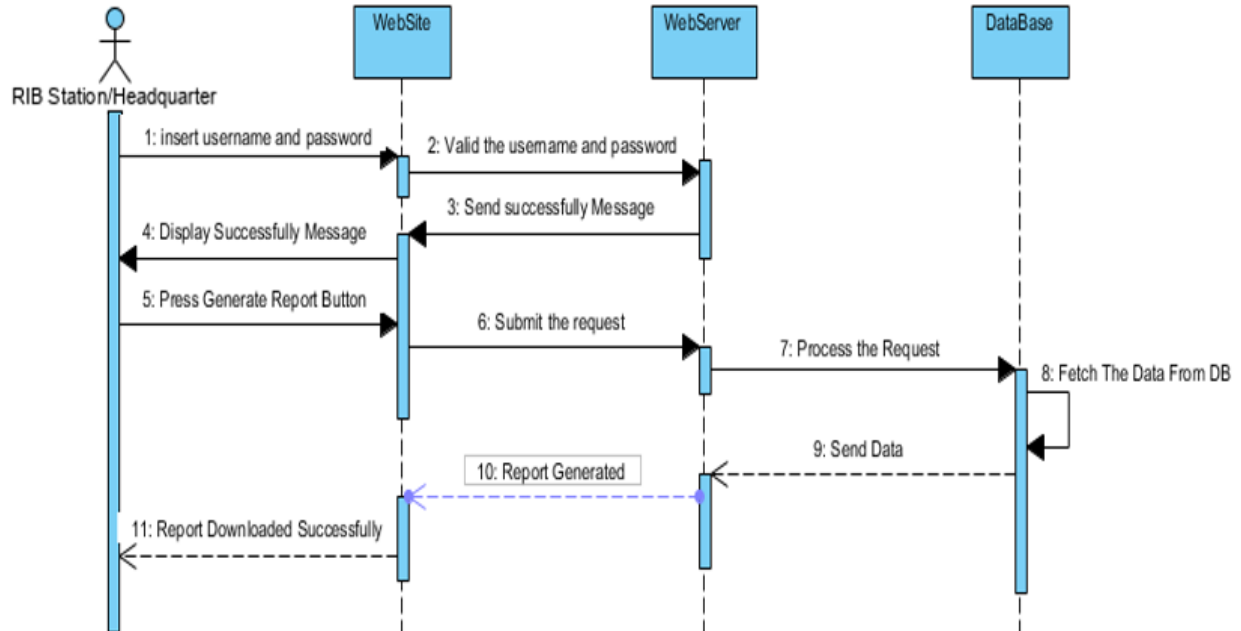 WebSite
WebServer
DataBase
RIB Station/Headquarter
1: insert username and password
2: Valid the username and password
3: Send successfully Message
4: Display Successfully Message
5: Press Generate Report Button
6: Submit the request
7: Process the Request
8: Fetch The Data From DB
9: Send Data
10: Report Generated
11: Report Downloaded Successfully